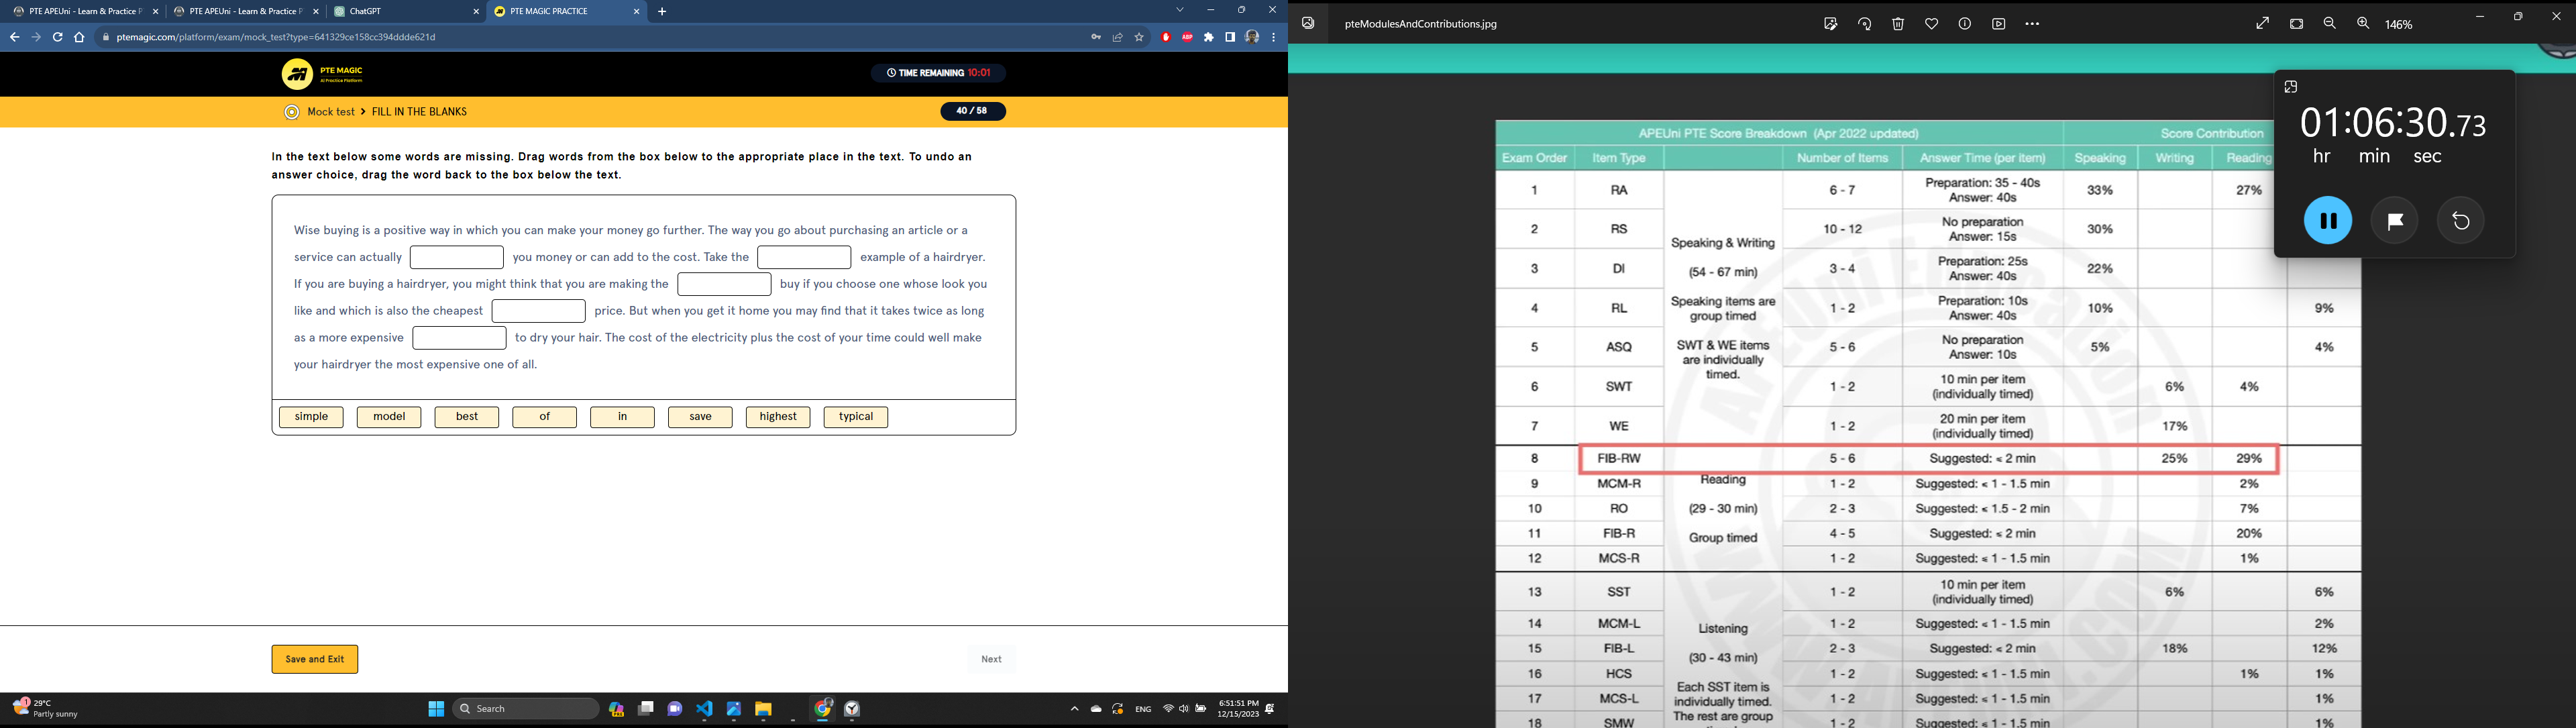 PTE APEUni - Learn & Practice P
PTE APEUni - Learn & Practice P
ChatGPT
PTE MAGIC PRACTICE
ptemagic.com/platform/exam/mock_test?type=641329ce158cc394ddde621d
ABP
PTE MAGIC
AI Practice Platform
TIME REMAINING 10:01
Mock test > FILL IN THE BLANKS
40 / 58
In the text below some words are missing. Drag words from the box below to the appropriate place in the text. To undo an
answer choice, drag the word back to the box below the text.
Wise buying is a positive way in which you can make your money go further. The way you go about purchasing an article or a
service can actually you money or can add to the cost. Take the example of a hairdryer.
If you are buying a hairdryer, you might think that you are making the buy if you choose one whose look you
like and which is also the cheapest price. But when you get it home you may find that it takes twice as long
as a more expensive to dry your hair. The cost of the electricity plus the cost of your time could well make
your hairdryer the most expensive one of all.
simple model best of in save highest typical
Save and Exit
Next
29°C
Partly sunny
Search
ENG
6:51:51 PM
12/15/2023
pteModulesAndContributions.jpg
146%
01:06:30.73
hr min sec
APEUni PTE Score Breakdown (Apr 2022 updated) Score Contribution
Exam Order Item Type Number of Items Answer Time (per item) Speaking Writing Reading
1 RA 6 - 7 Preparation: 35 - 40s Answer: 40s 33% 27%
2 RS 10 - 12 No preparation Answer: 15s 30%
Speaking & Writing
(54 - 67 min)
3 DI 3 - 4 Preparation: 25s Answer: 40s 22%
Speaking items are
group timed
4 RL 1 - 2 Preparation: 10s Answer: 40s 10% 9%
SWT & WE items
are individually
timed.
5 ASQ 5 - 6 No preparation Answer: 10s 5% 4%
6 SWT 1 - 2 10 min per item (individually timed) 6% 4%
7 WE 1 - 2 20 min per item (individually timed) 17%
8 FIB-RW 5 - 6 Suggested: < 2 min 25% 29%
Reading
(29 - 30 min)
Group timed
9 MCM-R 1 - 2 Suggested: ≤ 1 - 1.5 min 2%
10 RO 2 - 3 Suggested: ≤ 1.5 - 2 min 7%
11 FIB-R 4 - 5 Suggested: ≤ 2 min 20%
12 MCS-R 1 - 2 Suggested: ≤ 1 - 1.5 min 1%
13 SST 1 - 2 10 min per item (individually timed) 6% 6%
Listening
(30 - 43 min)
Each SST item is
individually timed.
The rest are group
14 MCM-L 1 - 2 Suggested: ≤ 1 - 1.5 min 2%
15 FIB-L 2 - 3 Suggested: ≤ 2 min 18% 12%
16 HCS 1 - 2 Suggested: ≤ 1 - 1.5 min 1% 1%
17 MCS-L 1 - 2 Suggested: ≤ 1 - 1.5 min 1%
18 SMW 1 - 2 Suggested: ≤ 1 - 1.5 min 1%